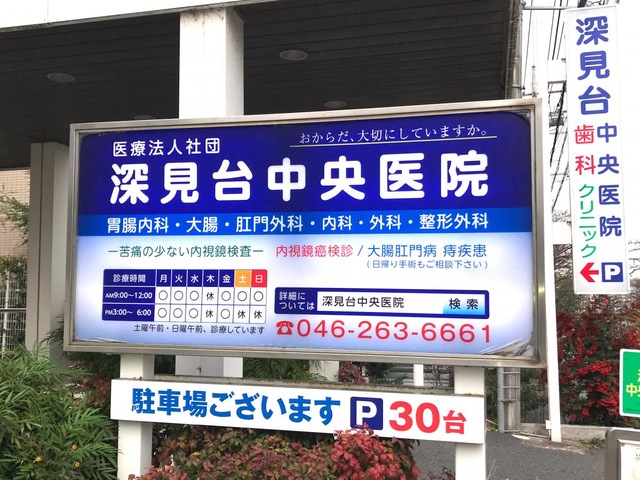 おからだ、大切にしていますか。
医療法人社団
深見台中央医院
胃腸内科・大腸・肛門外科・内科・外科・整形外科
ー苦痛の少ない内視鏡検査ー
内視鏡癌検診/大腸肛門病 痔疾患
(日帰り手術もご相談下さい)
診療時間 月 火 水 木 金 土 日
AM9:00〜12:00 〇 〇 〇 休 〇 〇 〇
PM3:00〜 6:00 〇 〇 〇 休 〇 休 休
土曜午前・日曜午前、診療しています
詳細に
ついては
深見台中央医院 検索
☎046-263-6661
駐車場ございます P 30台
深見台中央医院
歯科クリニック
←P